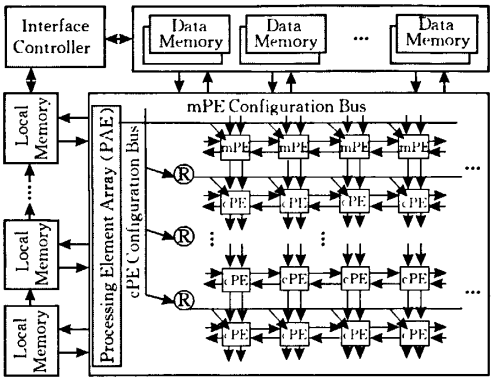 Interface
Controller
Data
Memory
Data
Memory
...
Data
Memory
mPE Configuration Bus
Local
Memory
Local
Memory
Local
Memory
Processing Element Array (PAE)
cPE Configuration Bus
mPE mPE mPE mPE
...
R
cPE cPE cPE cPE
R
... ...
cPE cPE cPE cPE
...
R
cPE cPE cPE cPE